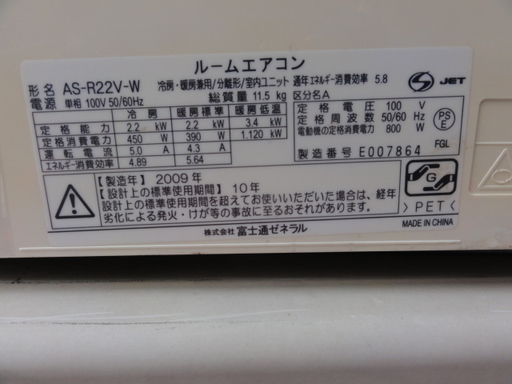 ルームエアコン
形名 AS-R22V-W 冷房・暖房兼用/分離形/室内ユニット 通年エネルギー消費効率 5.8
電源 単相 100V 50/60Hz 総質量 11.5 kg 区分名A
冷房 暖房標準 暖房低温
定格能力 2.2 kW 2.2 kW 3.4 kW
定格消費電力 450 W 390 W 1.120 kW
運転電流 5.0 A 4.3 A
エネルギー消費効率 4.89 5.64
定格電圧 100 V
定格周波数 50/60 Hz
電動機の定格消費電力 800 W
製造番号 E007864
JET
PS
E
FGL
【製造年】2009年
【設計上の標準使用期間】10年
設計上の標準使用期間を超えてお使いいただいた場合は、経年
劣化による発火・けが等の事故に至るおそれがあります。
G
>PET<
株式会社 富士通ゼネラル
MADE IN CHINA